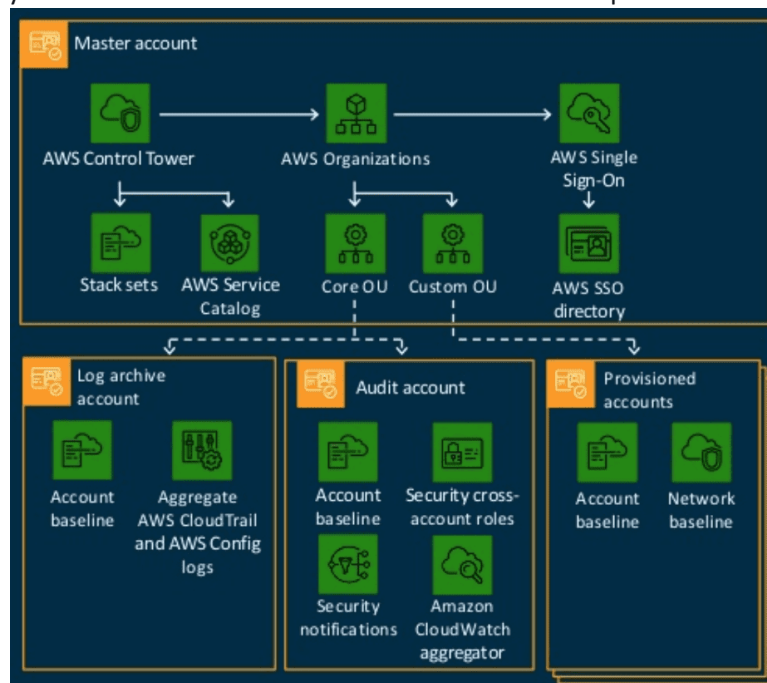 Master account
AWS Control Tower
AWS Organizations
AWS Single
Sign-On
Stack sets
AWS Service
Catalog
Core OU
Custom OU
AWS SSO
directory
Log archive
account
Account
baseline
Aggregate
AWS CloudTrail
and AWS Config
logs
Audit account
Account
baseline
Security cross-
account roles
Security
notifications
Amazon
CloudWatch
aggregator
Provisioned
accounts
Account
baseline
Network
baseline